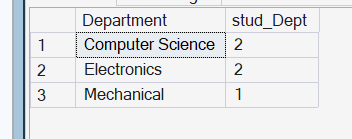 Department stud_Dept
1 Computer Science 2
2 Electronics 2
3 Mechanical 1